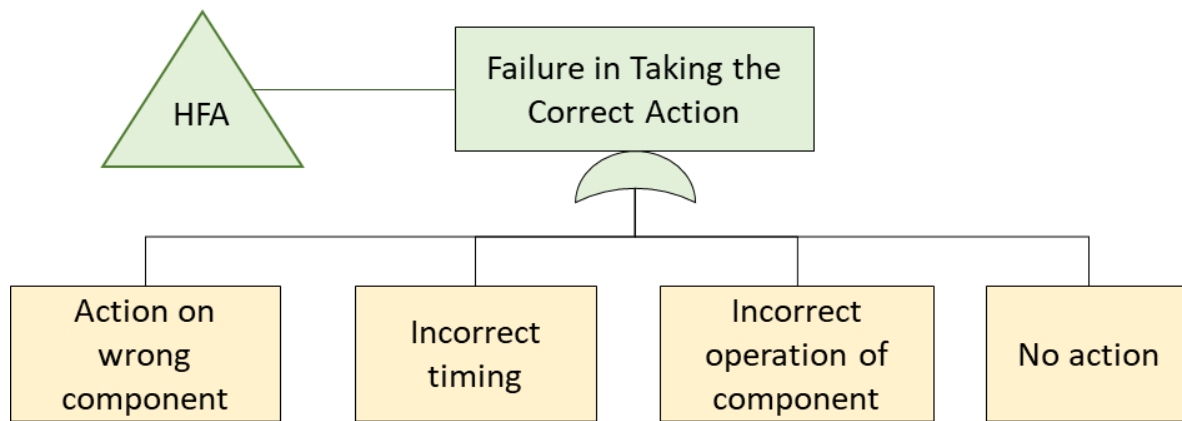 HFA
Failure in Taking the
Correct Action
Action on
wrong
component
Incorrect
timing
Incorrect
operation of
component
No action